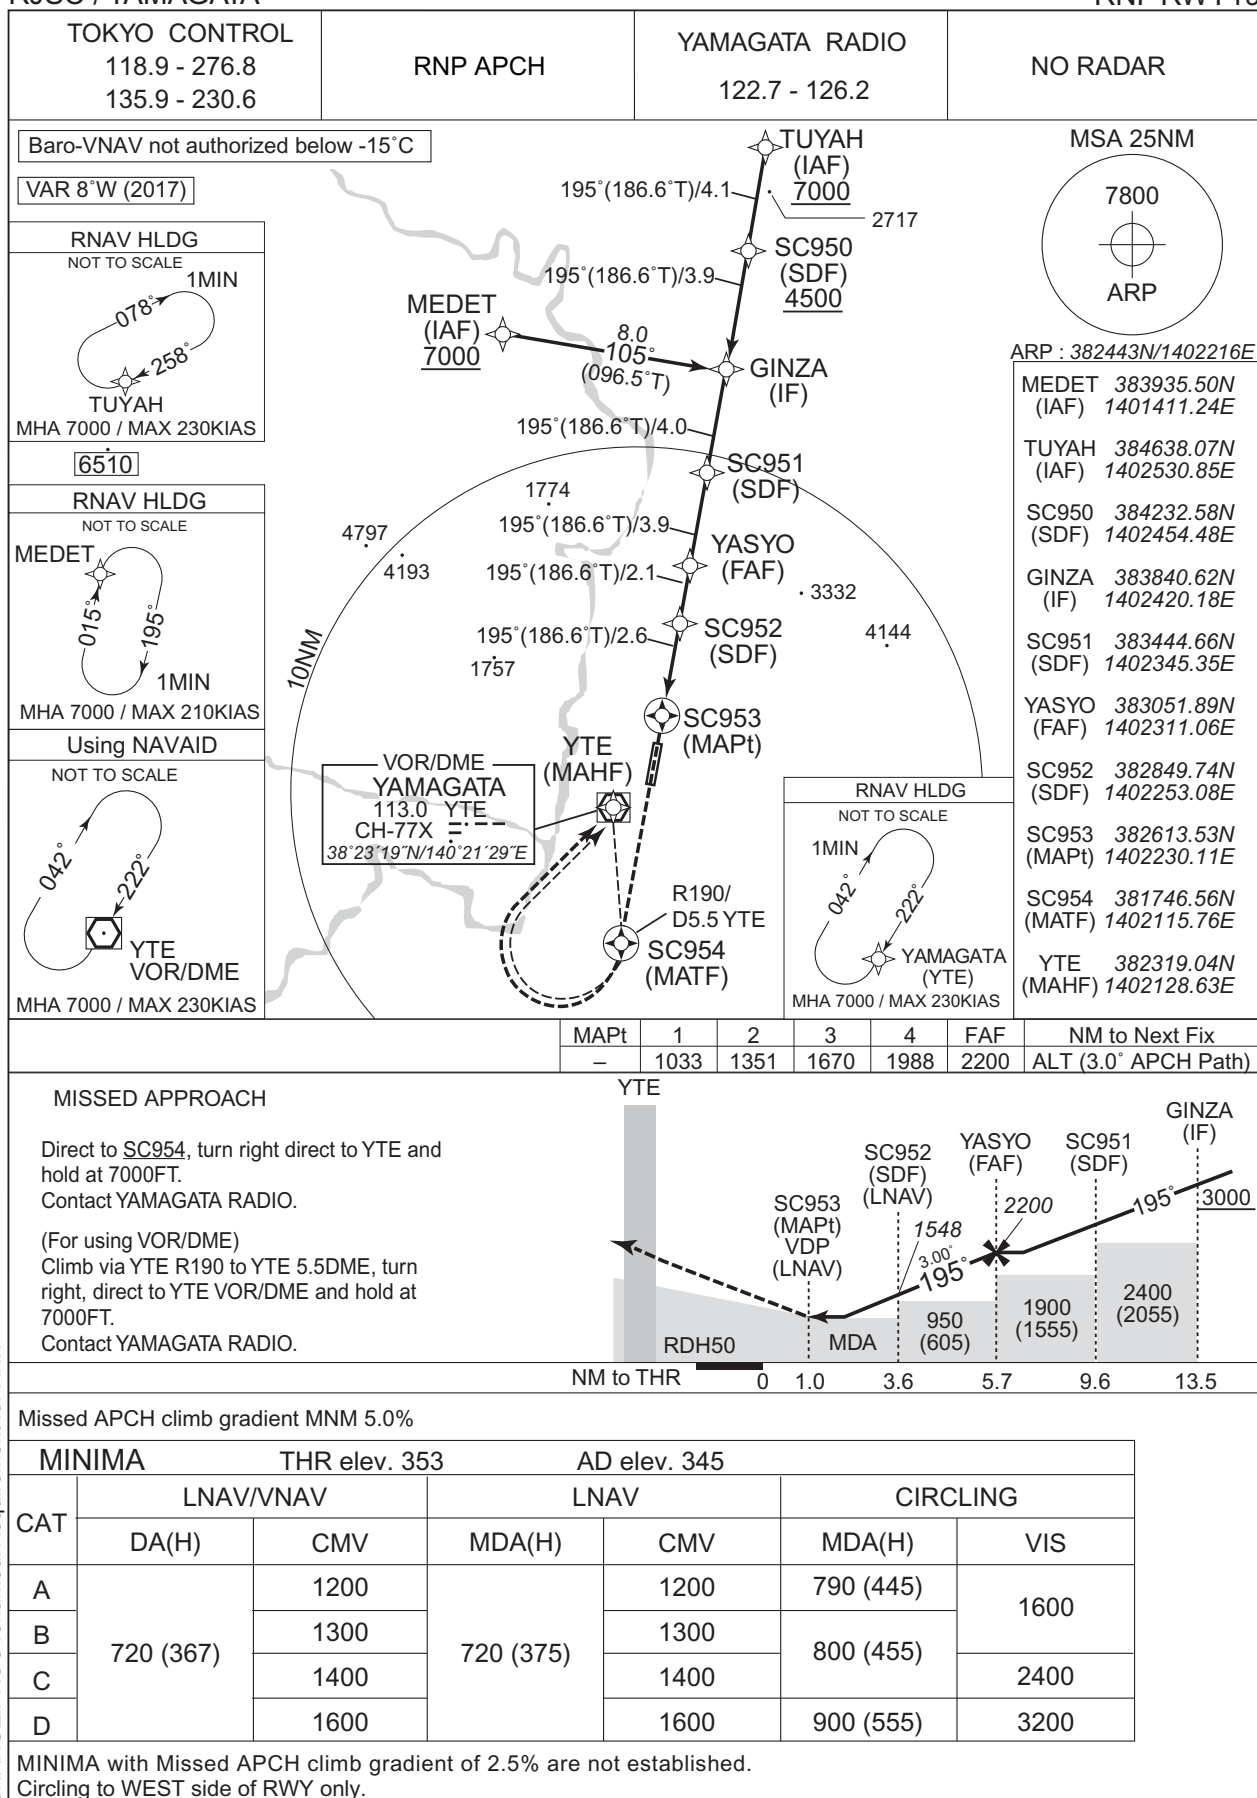 TOKYO CONTROL
118.9 - 276.8
135.9 - 230.6
RNP APCH
YAMAGATA RADIO
122.7 - 126.2
NO RADAR
Baro-VNAV not authorized below -15˚C
VAR 8˚W (2017)
RNAV HLDG
NOT TO SCALE
1MIN
078˚
258˚
TUYAH
MHA 7000 / MAX 230KIAS
6510
RNAV HLDG
NOT TO SCALE
MEDET
015˚
195˚
1MIN
MHA 7000 / MAX 210KIAS
Using NAVAID
NOT TO SCALE
042˚
222˚
YTE
VOR/DME
MHA 7000 / MAX 230KIAS
TUYAH
(IAF)
7000
195˚(186.6˚T)/4.1
2717
SC950
(SDF)
4500
195˚(186.6˚T)/3.9
MEDET
(IAF)
7000
8.0
105˚
(096.5˚T)
GINZA
(IF)
195˚(186.6˚T)/4.0
SC951
(SDF)
1774
195˚(186.6˚T)/3.9
4797
4193
YASYO
(FAF)
195˚(186.6˚T)/2.1
3332
SC952
(SDF)
195˚(186.6˚T)/2.6
4144
1757
10NM
SC953
(MAPt)
YTE
(MAHF)
VOR/DME
YAMAGATA
113.0 YTE
CH-77X
38˚23´19˝N/140˚21´29˝E
R190/
D5.5 YTE
SC954
(MATF)
RNAV HLDG
NOT TO SCALE
1MIN
042˚
222˚
YAMAGATA
(YTE)
MHA 7000 / MAX 230KIAS
MSA 25NM
7800
ARP
ARP : 382443N/1402216E
MEDET 383935.50N
(IAF) 1401411.24E
TUYAH 384638.07N
(IAF) 1402530.85E
SC950 384232.58N
(SDF) 1402454.48E
GINZA 383840.62N
(IF) 1402420.18E
SC951 383444.66N
(SDF) 1402345.35E
YASYO 383051.89N
(FAF) 1402311.06E
SC952 382849.74N
(SDF) 1402253.08E
SC953 382613.53N
(MAPt) 1402230.11E
SC954 381746.56N
(MATF) 1402115.76E
YTE 382319.04N
(MAHF) 1402128.63E
MAPt 1 2 3 4 FAF NM to Next Fix
– 1033 1351 1670 1988 2200 ALT (3.0˚ APCH Path)
MISSED APPROACH
Direct to SC954, turn right direct to YTE and
hold at 7000FT.
Contact YAMAGATA RADIO.
(For using VOR/DME)
Climb via YTE R190 to YTE 5.5DME, turn
right, direct to YTE VOR/DME and hold at
7000FT.
Contact YAMAGATA RADIO.
YTE
SC953
(MAPt)
VDP
(LNAV)
SC952
(SDF)
(LNAV)
YASYO
(FAF)
SC951
(SDF)
GINZA
(IF)
1548
2200
195˚
3000
3.00˚
195˚
RDH50
MDA
950
(605)
1900
(1555)
2400
(2055)
NM to THR 0 1.0 3.6 5.7 9.6 13.5
Missed APCH climb gradient MNM 5.0%
MINIMA THR elev. 353 AD elev. 345
CAT LNAV/VNAV LNAV CIRCLING
DA(H) CMV MDA(H) CMV MDA(H) VIS
A 720 (367) 1200 720 (375) 1200 790 (445) 1600
B 1300 1300 800 (455)
C 1400 1400 2400
D 1600 1600 900 (555) 3200
MINIMA with Missed APCH climb gradient of 2.5% are not established.
Circling to WEST side of RWY only.